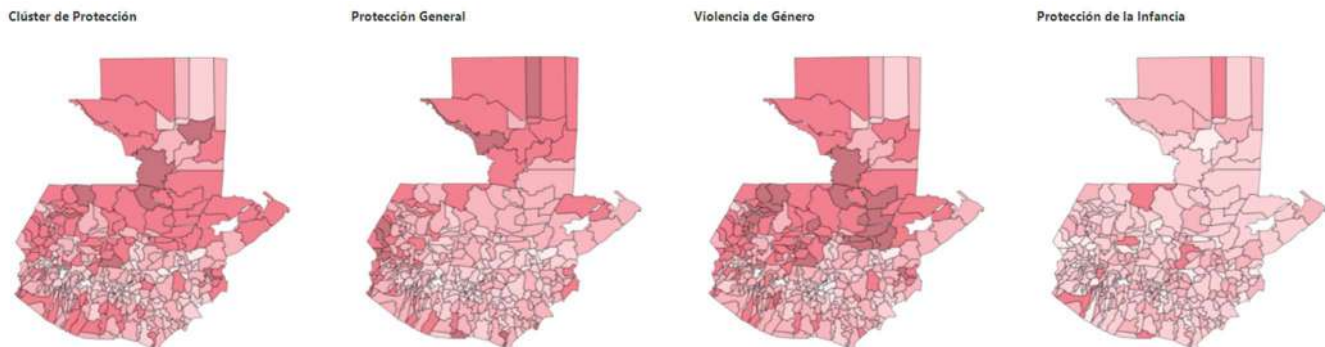 Clúster de Protección
Protección General
Violencia de Género
Protección de la Infancia